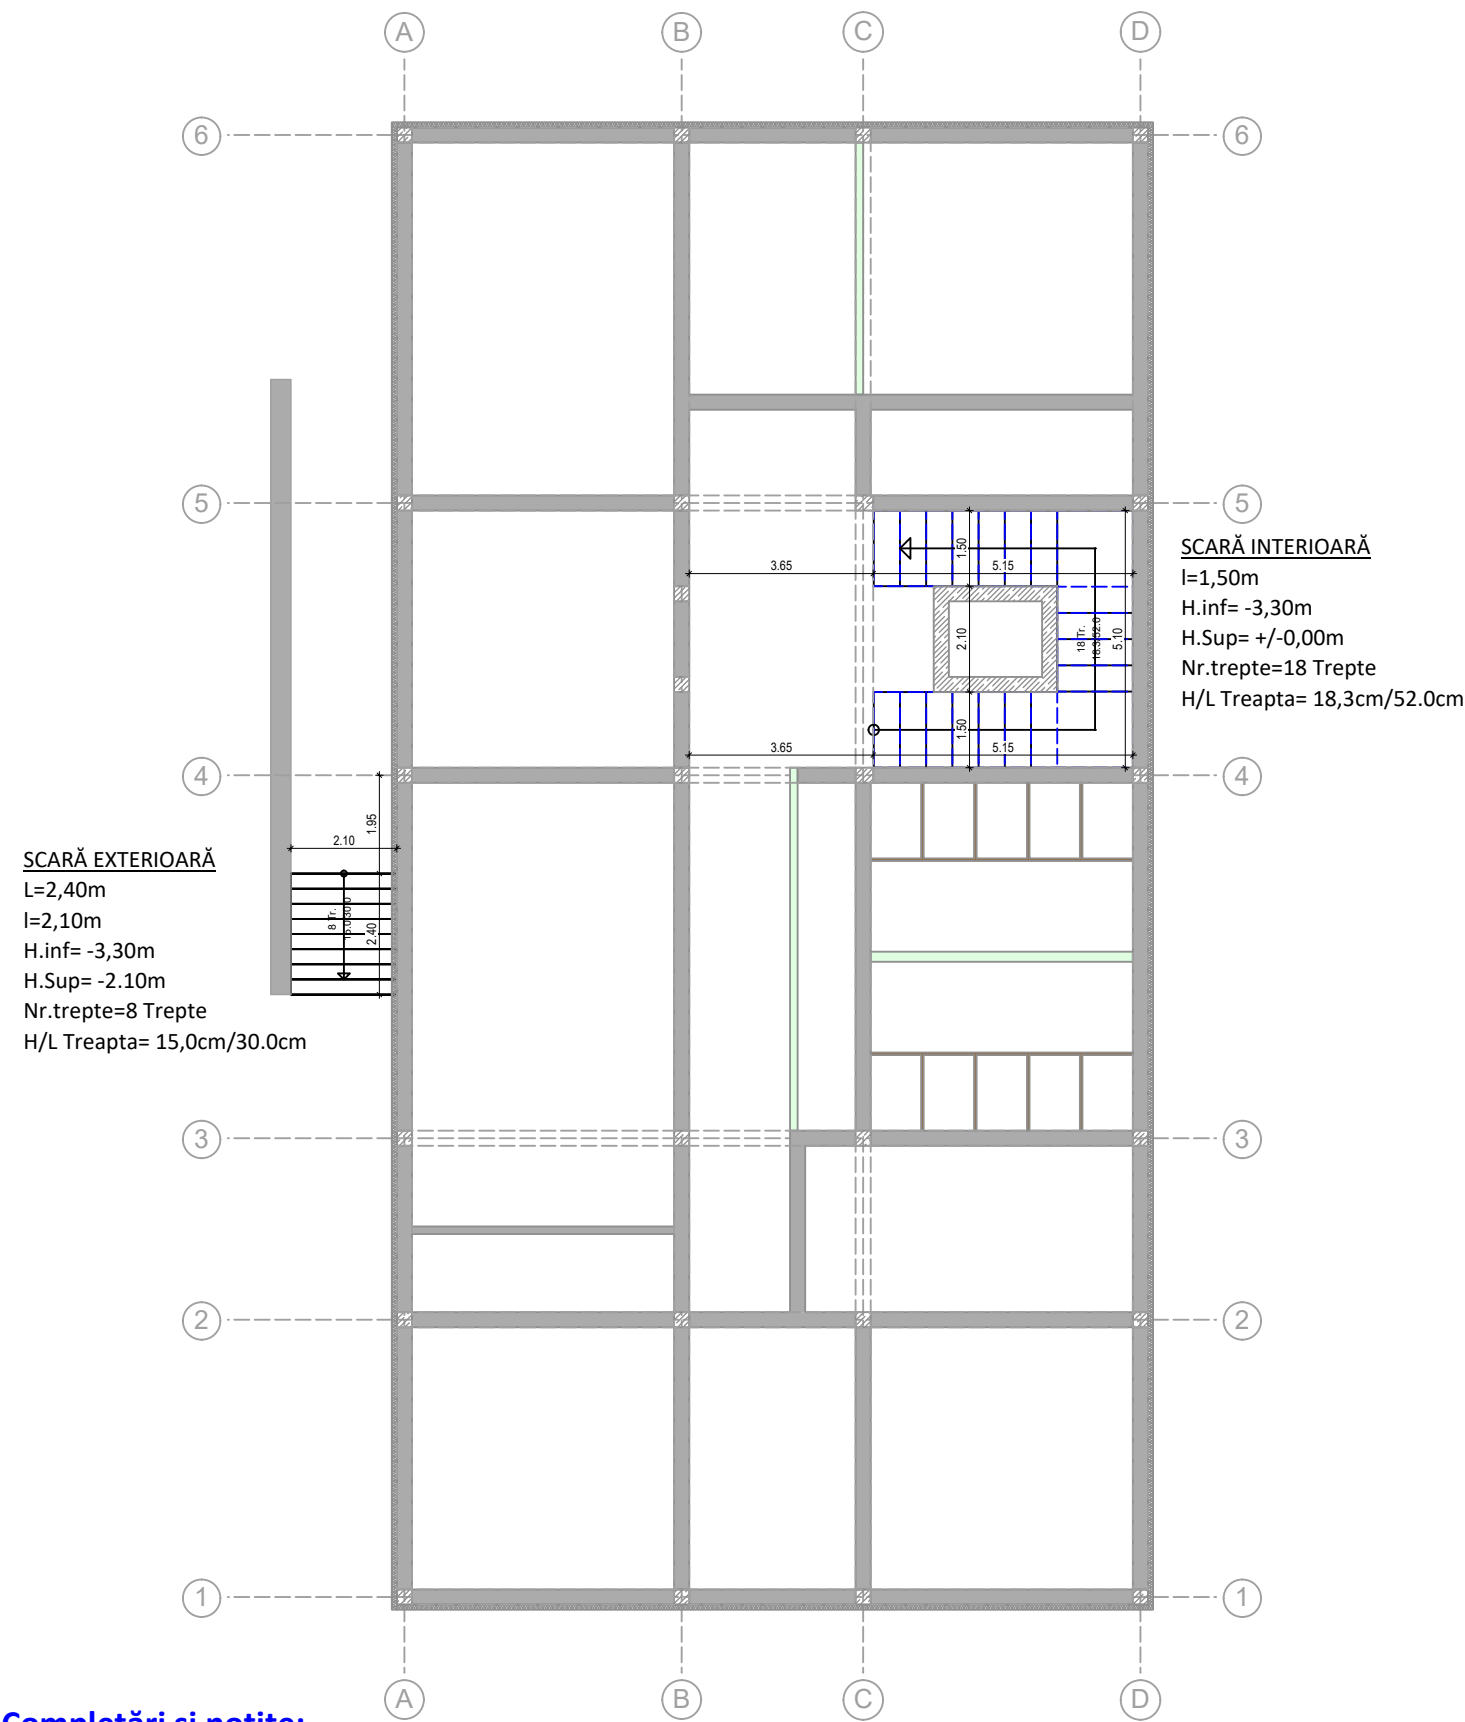 A B C D
6 6
5 5
SCARĂ INTERIOARĂ
l=1,50m
H.inf= -3,30m
H.Sup= +/-0,00m
Nr.trepte=18 Trepte
H/L Treapta= 18,3cm/52.0cm
1.50
3.65 5.15
2.10
18 Tr.
5.10
1.50
3.65 5.15
4 4
1.95
2.10
SCARĂ EXTERIOARĂ
L=2,40m
l=2,10m
H.inf= -3,30m
H.Sup= -2.10m
Nr.trepte=8 Trepte
H/L Treapta= 15,0cm/30.0cm
8 Tr.
2.40
3 3
2 2
1 1
A B C D
Completări și notițe: